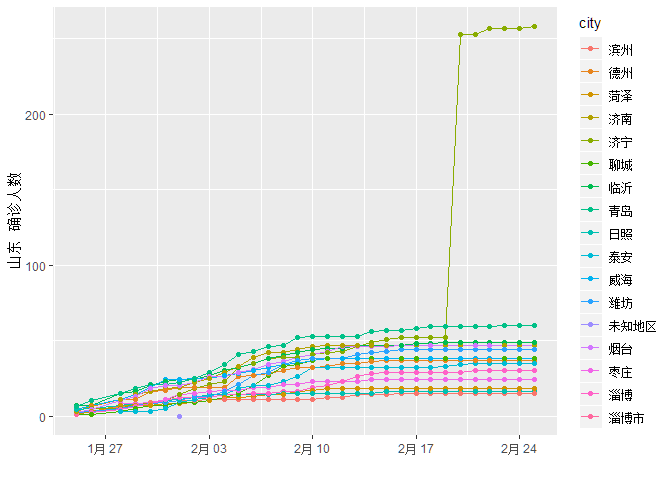 city
滨州
德州
菏泽
济南
济宁
聊城
临沂
青岛
日照
泰安
威海
潍坊
未知地区
烟台
枣庄
淄博
淄博市
山东 确诊人数
200
100
0
1月 27
2月 03
2月 10
2月 17
2月 24